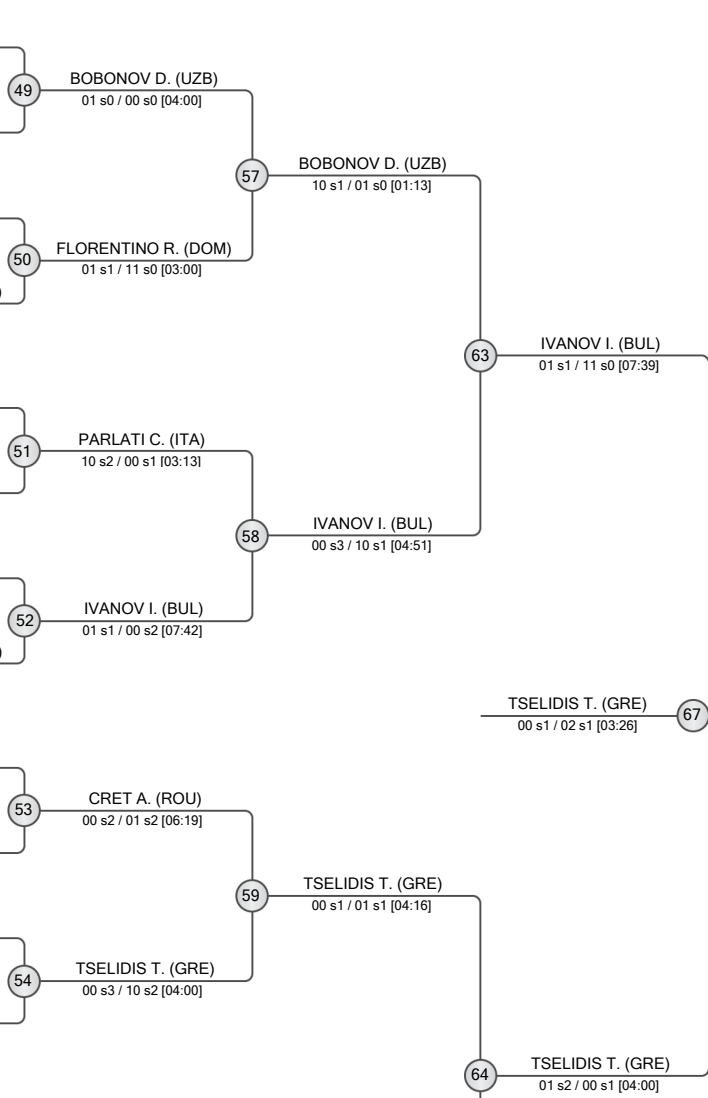 49
BOBONOV D. (UZB)
01 s0 / 00 s0 [04:00]
57
BOBONOV D. (UZB)
10 s1 / 01 s0 [01:13]
50
FLORENTINO R. (DOM)
01 s1 / 11 s0 [03:00]
)
63
IVANOV I. (BUL)
01 s1 / 11 s0 [07:39]
51
PARLATI C. (ITA)
10 s2 / 00 s1 [03:13]
58
IVANOV I. (BUL)
00 s3 / 10 s1 [04:51]
52
IVANOV I. (BUL)
01 s1 / 00 s2 [07:42]
)
TSELIDIS T. (GRE)
00 s1 / 02 s1 [03:26]
67
53
CRET A. (ROU)
00 s2 / 01 s2 [06:19]
59
TSELIDIS T. (GRE)
00 s1 / 01 s1 [04:16]
54
TSELIDIS T. (GRE)
00 s3 / 10 s2 [04:00]
64
TSELIDIS T. (GRE)
01 s2 / 00 s1 [04:00]